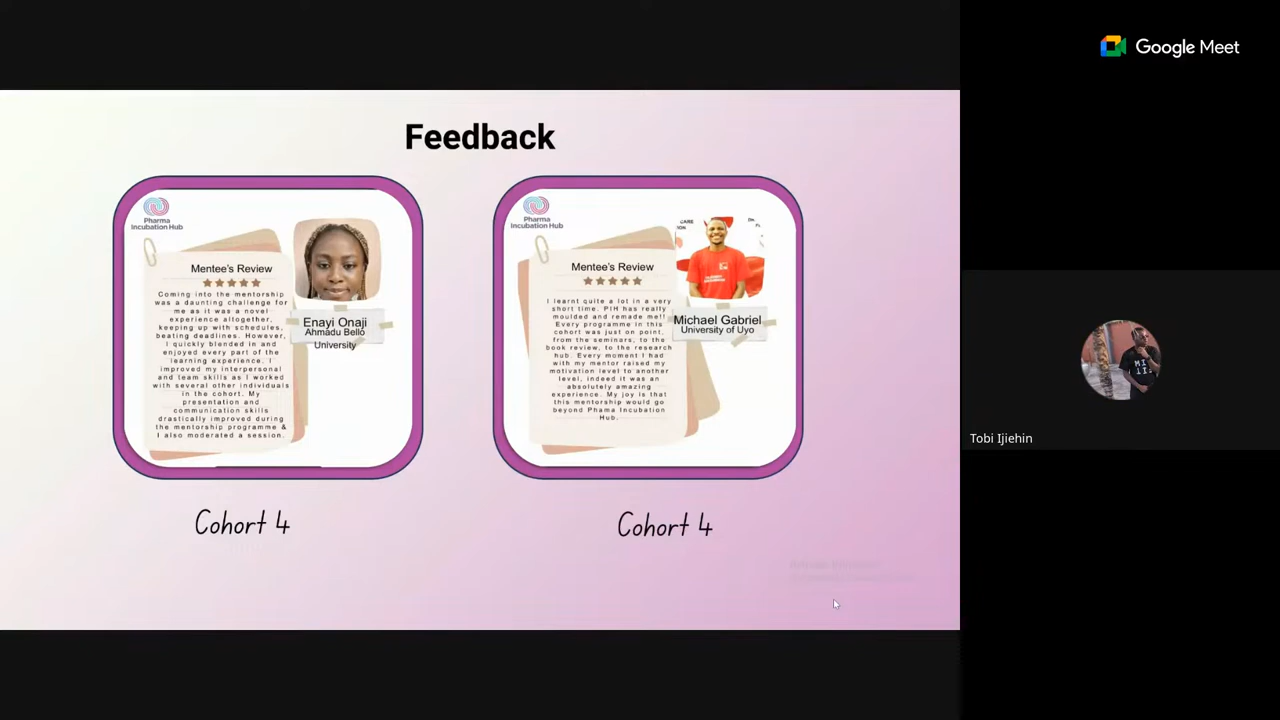 Google Meet
Feedback
Pharma
Incubation Hub
Mentee's Review
Coming into the mentorship
was a daunting challenge for
me as it was a novel
experience altogether,
keeping up with schedules,
beating deadlines. However,
I quickly blended in and
enjoyed every part of the
learning experience. I
improved my interpersonal
and team skills as I worked
with several other individuals
in the cohort. My
presentation and
communication skills
drastically improved during
the mentorship programme &
I also moderated a session.
Enayi Onaji
Ahmadu Bello
University
Cohort 4
Pharma
Incubation Hub
CARE
Mentee's Review
I learnt quite a lot in a very
short time. PIH has really
moulded and remade me!!
Every programme in this
cohort was just on point,
from the seminars, to the
book review, to the research
hub. Every moment I had
with my mentor raised my
motivation level to another
level, indeed it was an
absolutely amazing
experience. My joy is that
this mentorship would go
beyond Phama Incubation
Hub.
Michael Gabriel
University of Uyo
Cohort 4
Tobi Ijiehin